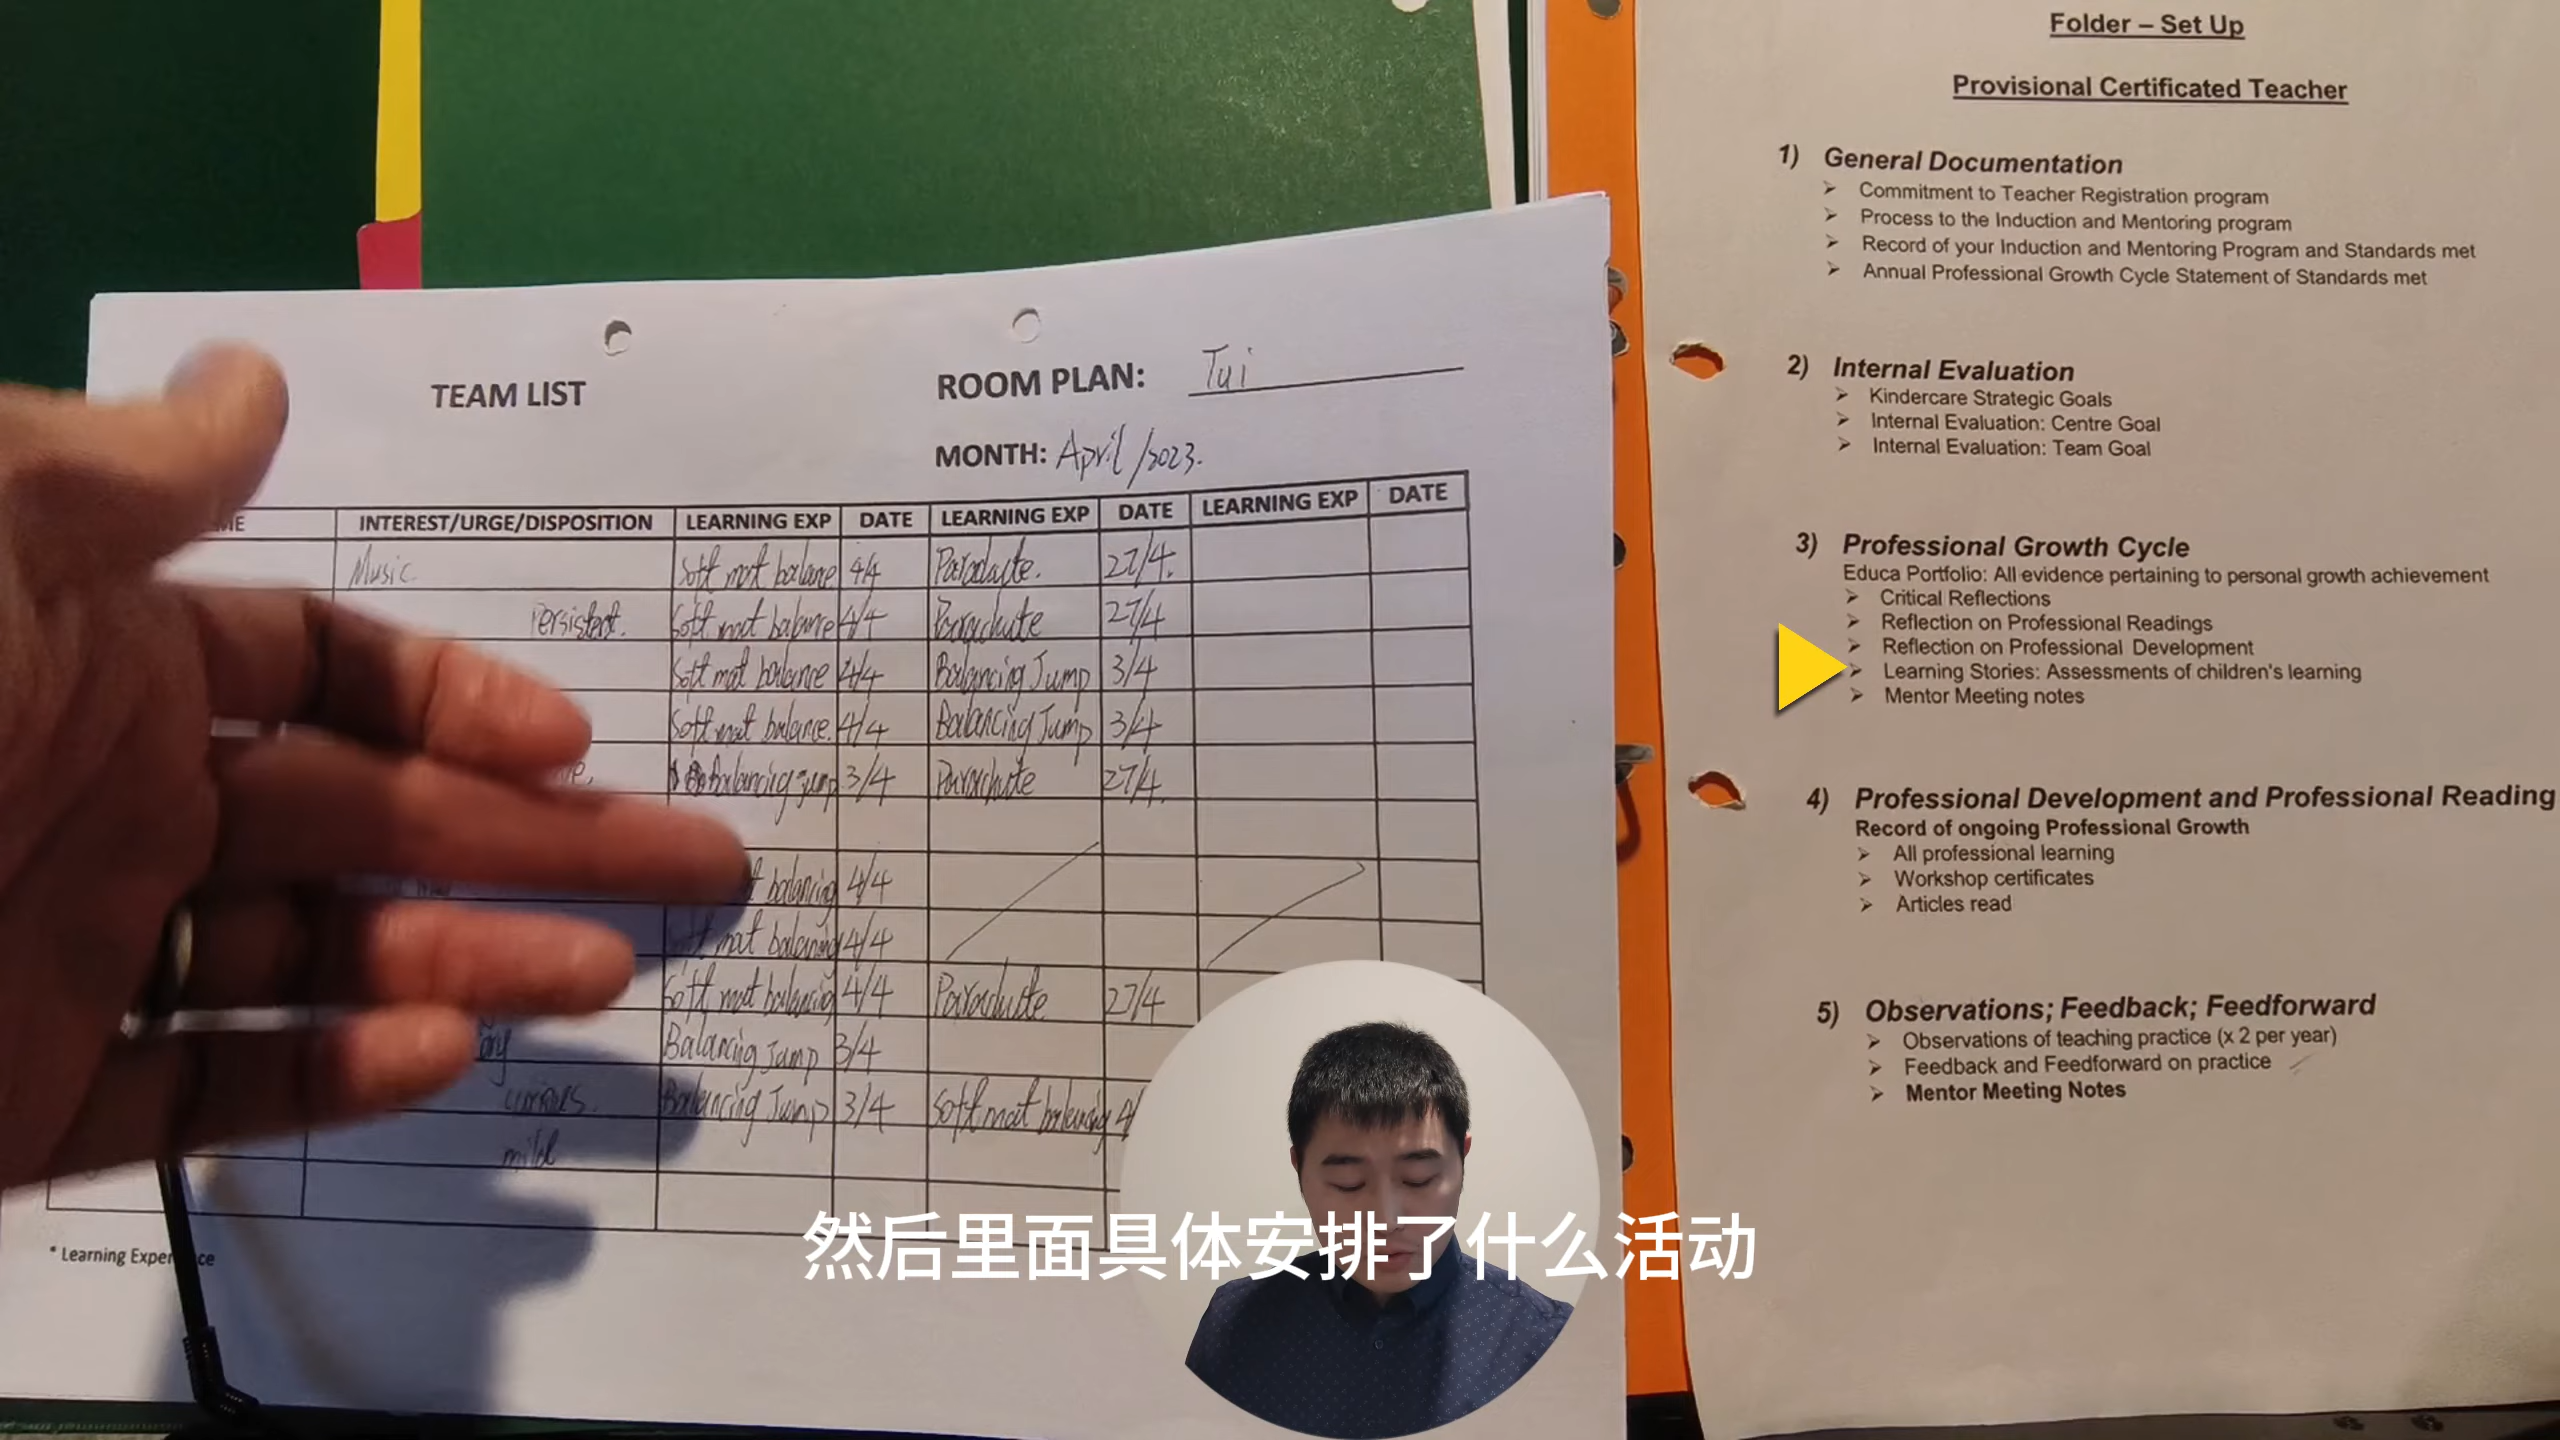 TEAM LIST
ROOM PLAN: Tui
MONTH: April /2023.
INTEREST/URGE/DISPOSITION LEARNING EXP DATE LEARNING EXP DATE LEARNING EXP DATE
Music. Soft mat balance 4/4 27/4.
Persistent. Soft mat balance 4/4 Parachute 27/4
Soft mat balance 4/4 Balancing Jump 3/4
Soft mat balance. 4/4 Balancing Jump 3/4
Balancing jump 3/4 Parachute 27/4.
balancing 4/4
mat balancing 4/4
Soft mat balancing 4/4 Parachute 27/4
Balancing Jump 3/4
curious. Balancing Jump 3/4 Soft mat balancing
mild
* Learning Experience
Folder – Set Up
Provisional Certificated Teacher
1) General Documentation
➢ Commitment to Teacher Registration program
➢ Process to the Induction and Mentoring program
➢ Record of your Induction and Mentoring Program and Standards met
➢ Annual Professional Growth Cycle Statement of Standards met
2) Internal Evaluation
➢ Kindercare Strategic Goals
➢ Internal Evaluation: Centre Goal
➢ Internal Evaluation: Team Goal
3) Professional Growth Cycle
Educa Portfolio: All evidence pertaining to personal growth achievement
➢ Critical Reflections
➢ Reflection on Professional Readings
➢ Reflection on Professional Development
➢ Learning Stories: Assessments of children's learning
➢ Mentor Meeting notes
4) Professional Development and Professional Reading
Record of ongoing Professional Growth
➢ All professional learning
➢ Workshop certificates
➢ Articles read
5) Observations; Feedback; Feedforward
➢ Observations of teaching practice (x 2 per year)
➢ Feedback and Feedforward on practice
➢ Mentor Meeting Notes
然后里面具体安排了什么活动